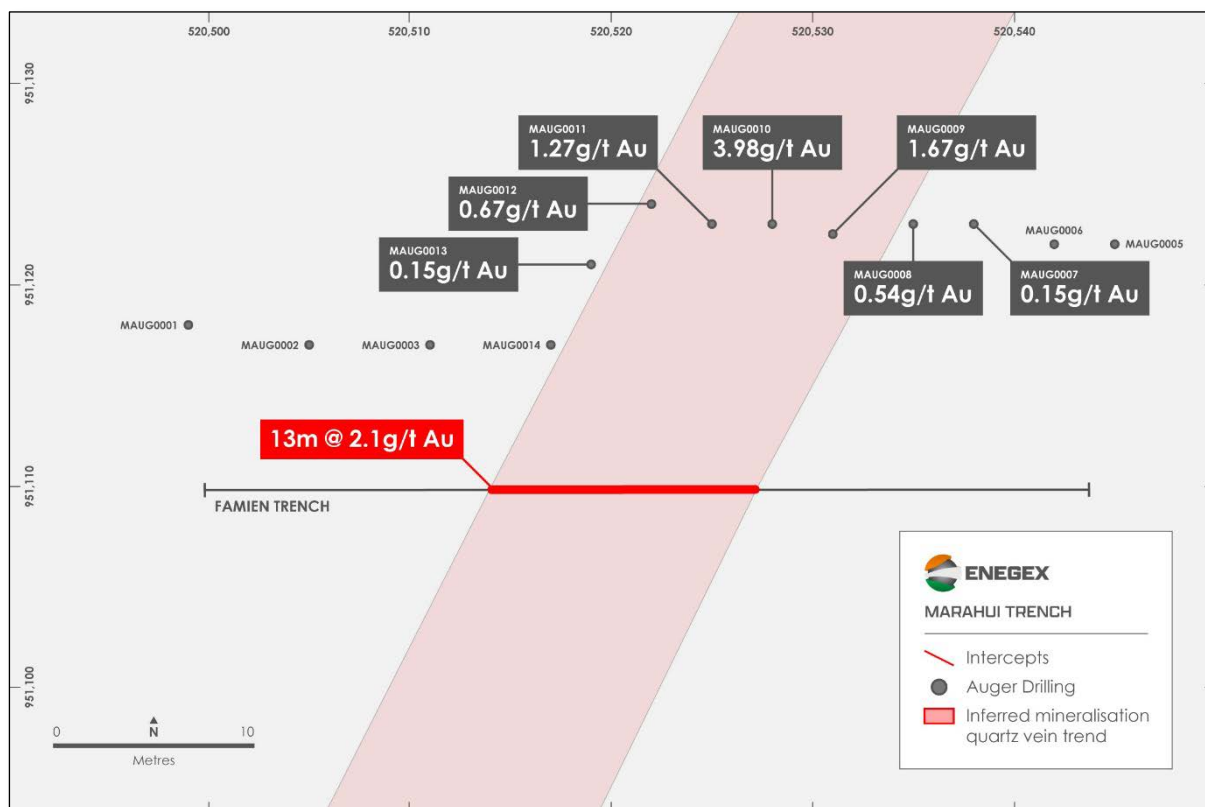 520,500
520,510
520,520
520,530
520,540
951,130
951,120
951,110
951,100
MAUG0011
1.27g/t Au
MAUG0010
3.98g/t Au
MAUG0009
1.67g/t Au
MAUG0012
0.67g/t Au
MAUG0013
0.15g/t Au
MAUG0008
0.54g/t Au
MAUG0007
0.15g/t Au
MAUG0006
MAUG0005
MAUG0001
MAUG0002
MAUG0003
MAUG0014
13m @ 2.1g/t Au
FAMIEN TRENCH
0
N
10
Metres
ENEGEX
MARAHUI TRENCH
Intercepts
Auger Drilling
Inferred mineralisation
quartz vein trend